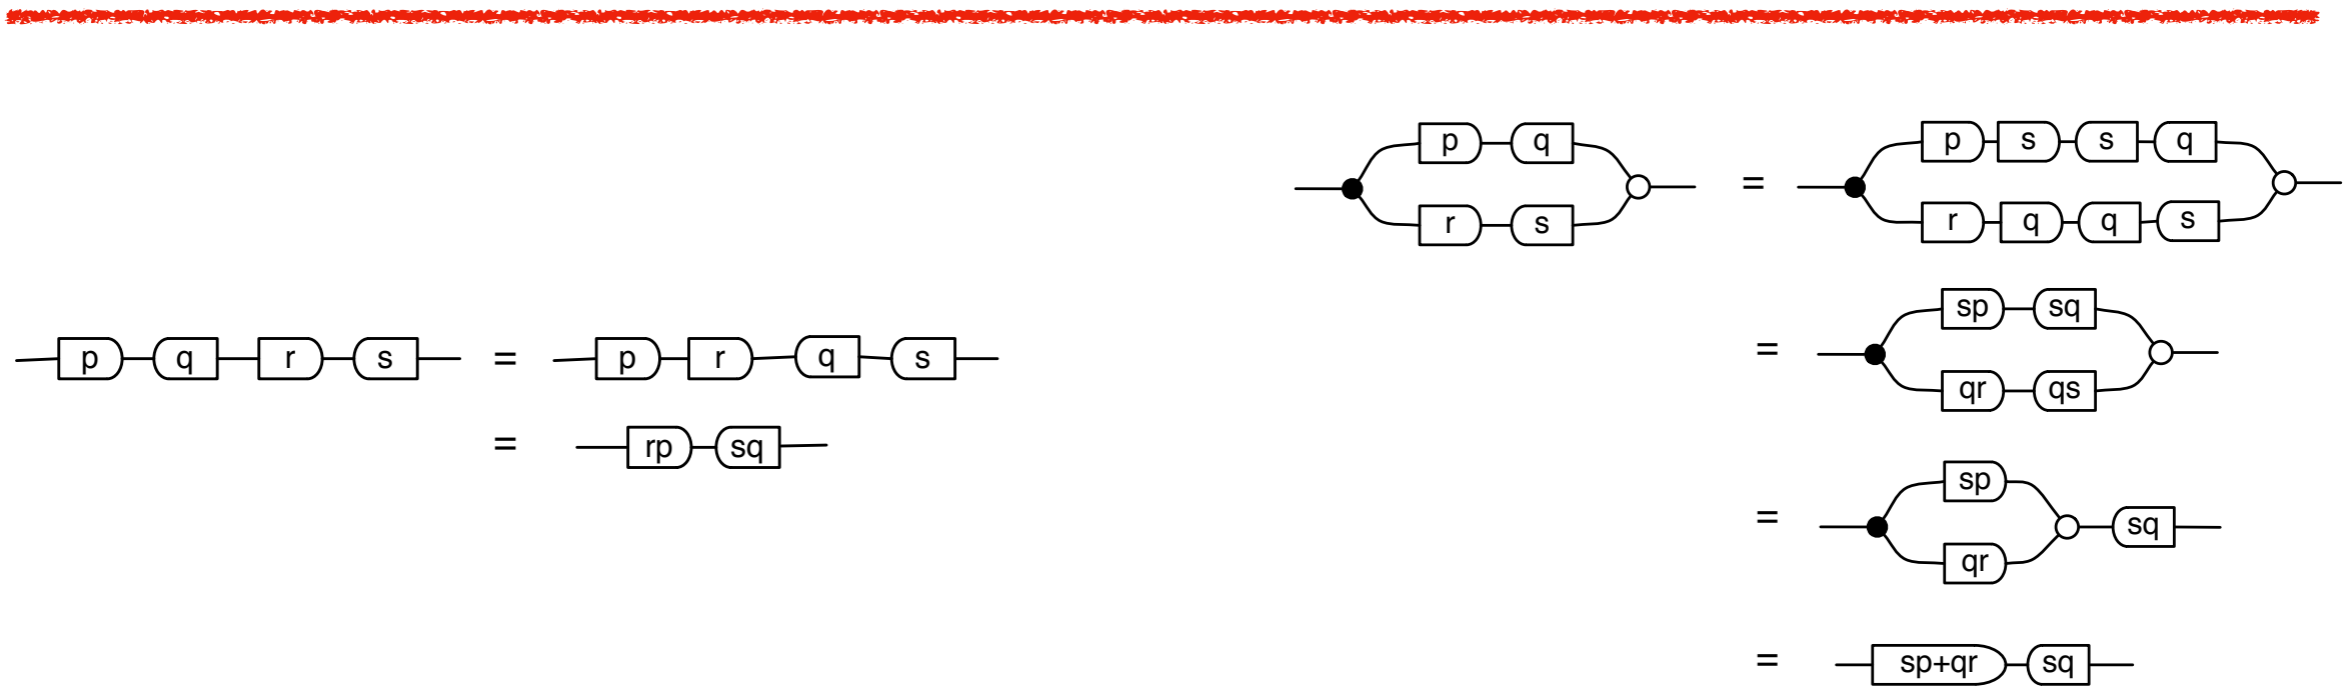 p q = p s s q
r s r q q s
= sp sq
qr qs
p q r s = p r q s
= rp sq
= sp
qr sq
= sp+qr sq